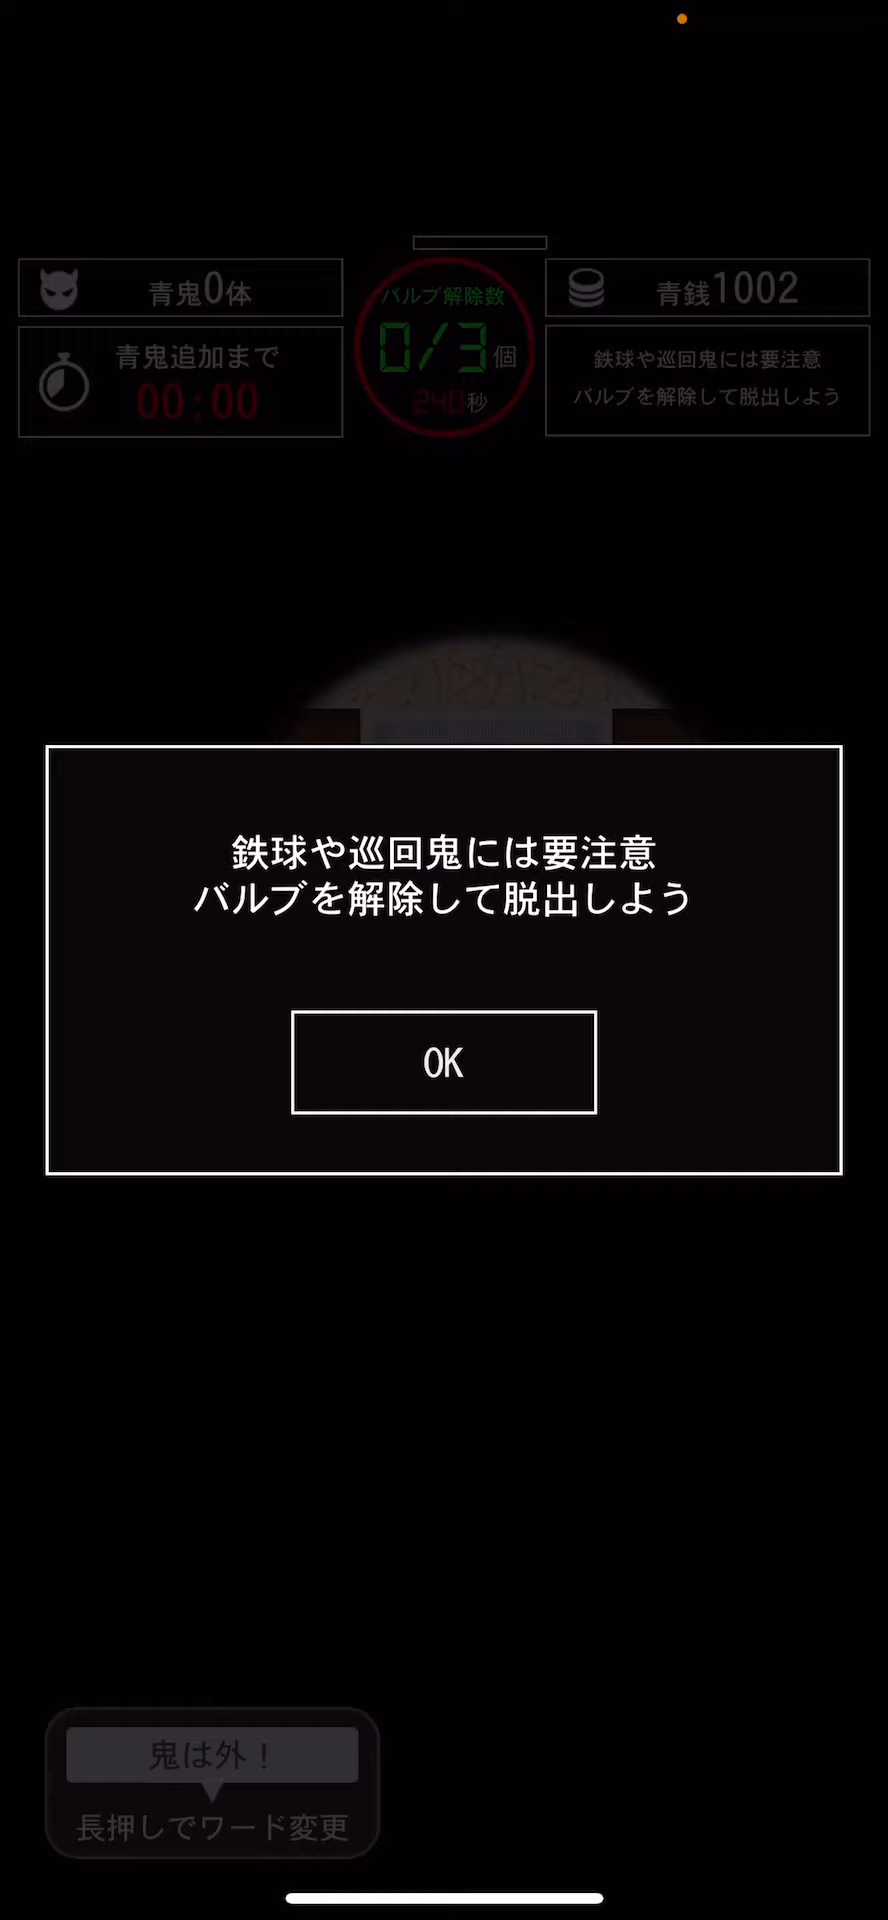 青鬼0体
青鬼追加まで
00:00
バルブ解除数
0/3個
240秒
青銭1002
鉄球や巡回鬼には要注意
バルブを解除して脱出しよう
鉄球や巡回鬼には要注意
バルブを解除して脱出しよう
OK
鬼は外！
長押しでワード変更